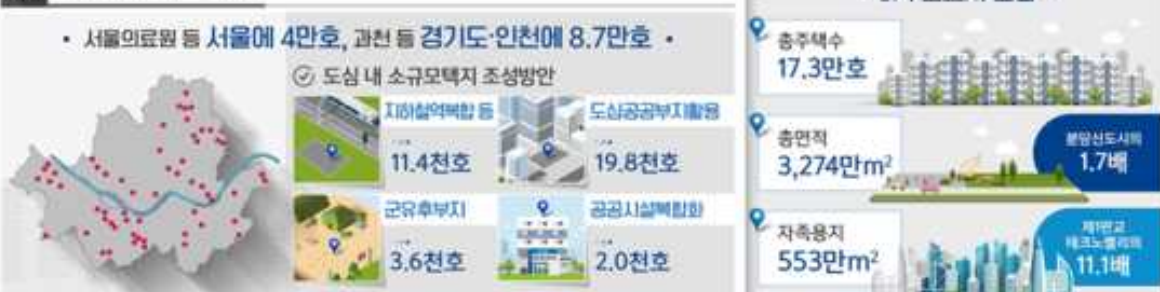 • 서울의료원 등 서울에 4만호, 과천 등 경기도·인천에 8.7만호 •
도심 내 소규모택지 조성방안
지하철역복합 등
11.4천호
도심공공부지활용
19.8천호
군유휴부지
3.6천호
공공시설복합화
2.0천호
총주택수
17.3만호
총면적
3,274만m²
분당신도시의
1.7배
자족용지
553만m²
제1판교
테크노밸리의
11.1배